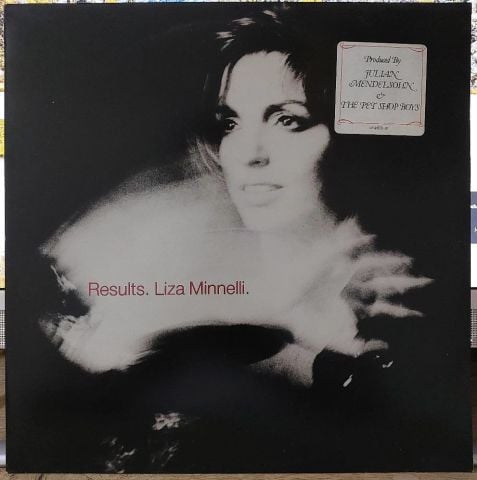 Produced By
JULIAN
MENDELSOHN
&
THE PET SHOP BOYS
Results. Liza Minnelli.